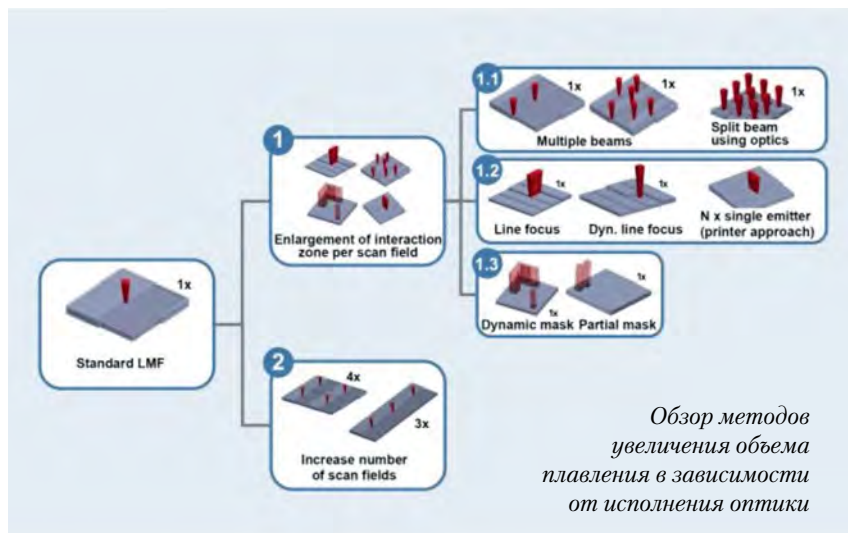 1x
Standard LMF
1
Enlargement of interaction
zone per scan field
2
4x
3x
Increase number
of scan fields
1.1
1x
1x
1x
Multiple beams
Split beam
using optics
1.2
1x
1x
Line focus
Dyn. line focus
N x single emitter
(printer approach)
1.3
1x
1x
Dynamic mask
Partial mask
Обзор методов
увеличения объема
плавления в зависимости
от исполнения оптики